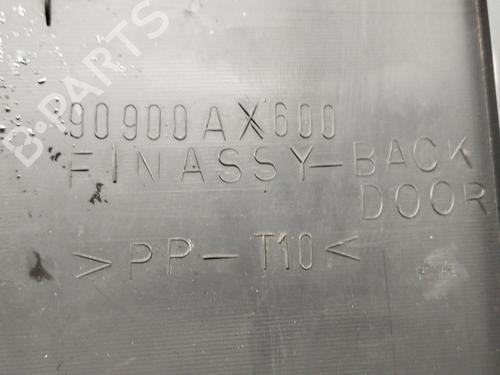 90900AX600
FINASSY-BACK
DOOR
>PP-T10<
B-PARTS